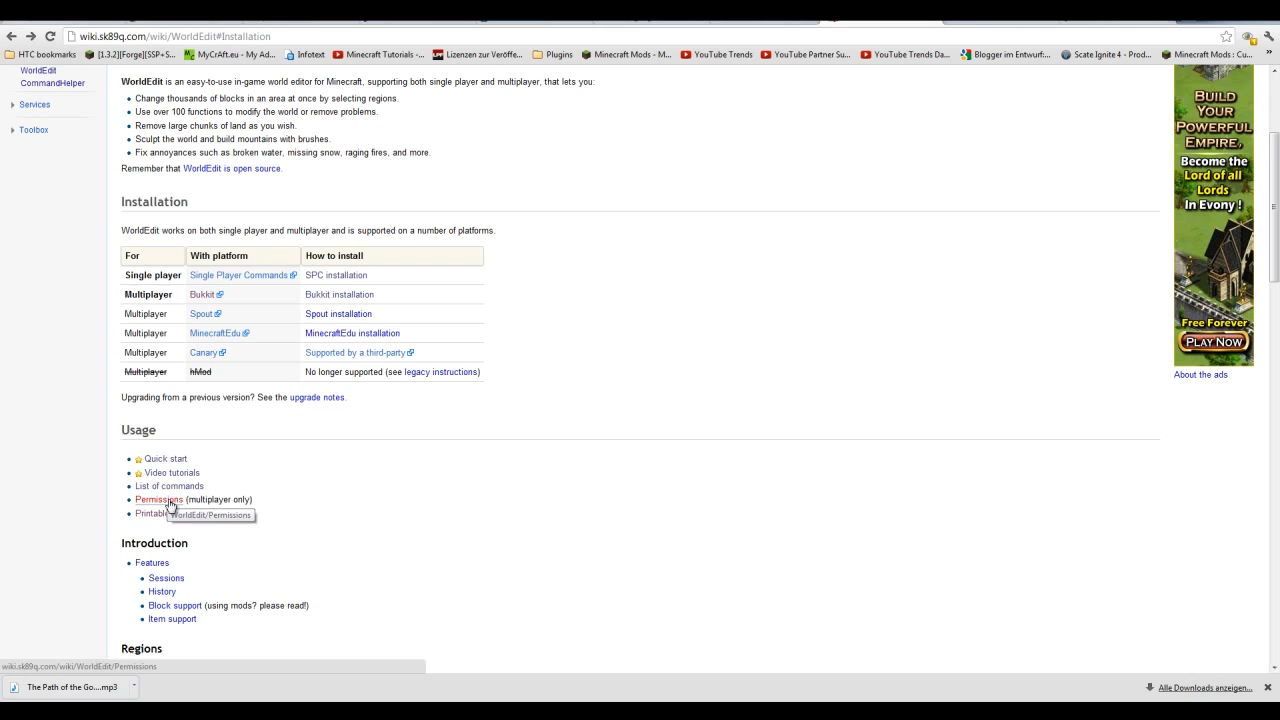 wiki.sk89q.com/wiki/WorldEdit#Installation
HTC bookmarks [1.3.2][Forge][SSP+S... MyCrAft.eu - My Ad... Infotext Minecraft Tutorials -... Lizenzen zur Veröffe... Plugins Minecraft Mods - M... YouTube Trends YouTube Partner Su... YouTube Trends Da... Blogger im Entwurf:... Scate Ignite 4 - Prod... Minecraft Mods : Cu...
WorldEdit
CommandHelper
Services
Toolbox
WorldEdit is an easy-to-use in-game world editor for Minecraft, supporting both single player and multiplayer, that lets you:
Change thousands of blocks in an area at once by selecting regions.
Use over 100 functions to modify the world or remove problems.
Remove large chunks of land as you wish.
Sculpt the world and build mountains with brushes.
Fix annoyances such as broken water, missing snow, raging fires, and more.
Remember that WorldEdit is open source.
Installation
WorldEdit works on both single player and multiplayer and is supported on a number of platforms.
For With platform How to install
Single player Single Player Commands SPC installation
Multiplayer Bukkit Bukkit installation
Multiplayer Spout Spout installation
Multiplayer MinecraftEdu MinecraftEdu installation
Multiplayer Canary Supported by a third-party
Multiplayer hMod No longer supported (see legacy instructions)
Upgrading from a previous version? See the upgrade notes.
Usage
Quick start
Video tutorials
List of commands
Permissions (multiplayer only)
Printable
WorldEdit/Permissions
Introduction
Features
Sessions
History
Block support (using mods? please read!)
Item support
Regions
BUILD
YOUR
POWERFUL
EMPIRE,
Become the
Lord of all
Lords
In Evony !
Free Forever
PLAY NOW
About the ads
wiki.sk89q.com/wiki/WorldEdit/Permissions
The Path of the Go....mp3
Alle Downloads anzeigen...